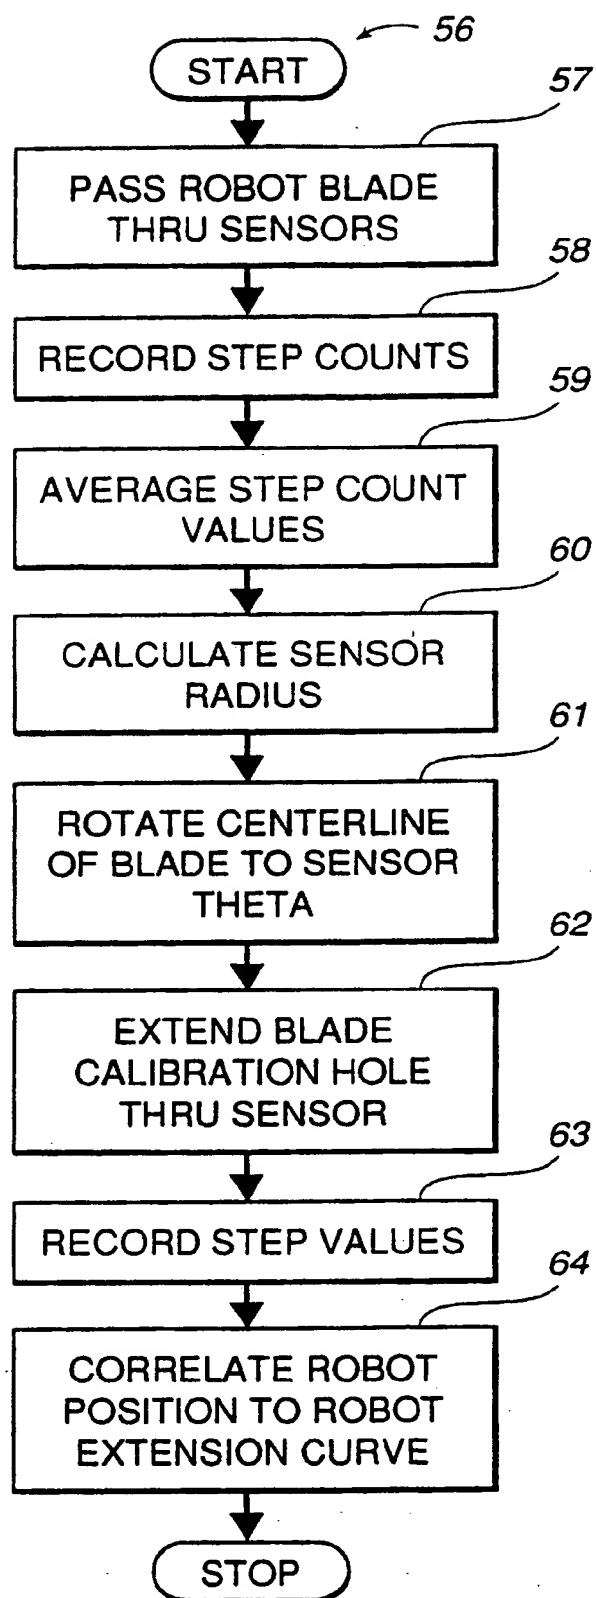 56
START
57
PASS ROBOT BLADE
THRU SENSORS
58
RECORD STEP COUNTS
59
AVERAGE STEP COUNT
VALUES
60
CALCULATE SENSOR
RADIUS
61
ROTATE CENTERLINE
OF BLADE TO SENSOR
THETA
62
EXTEND BLADE
CALIBRATION HOLE
THRU SENSOR
63
RECORD STEP VALUES
64
CORRELATE ROBOT
POSITION TO ROBOT
EXTENSION CURVE
STOP